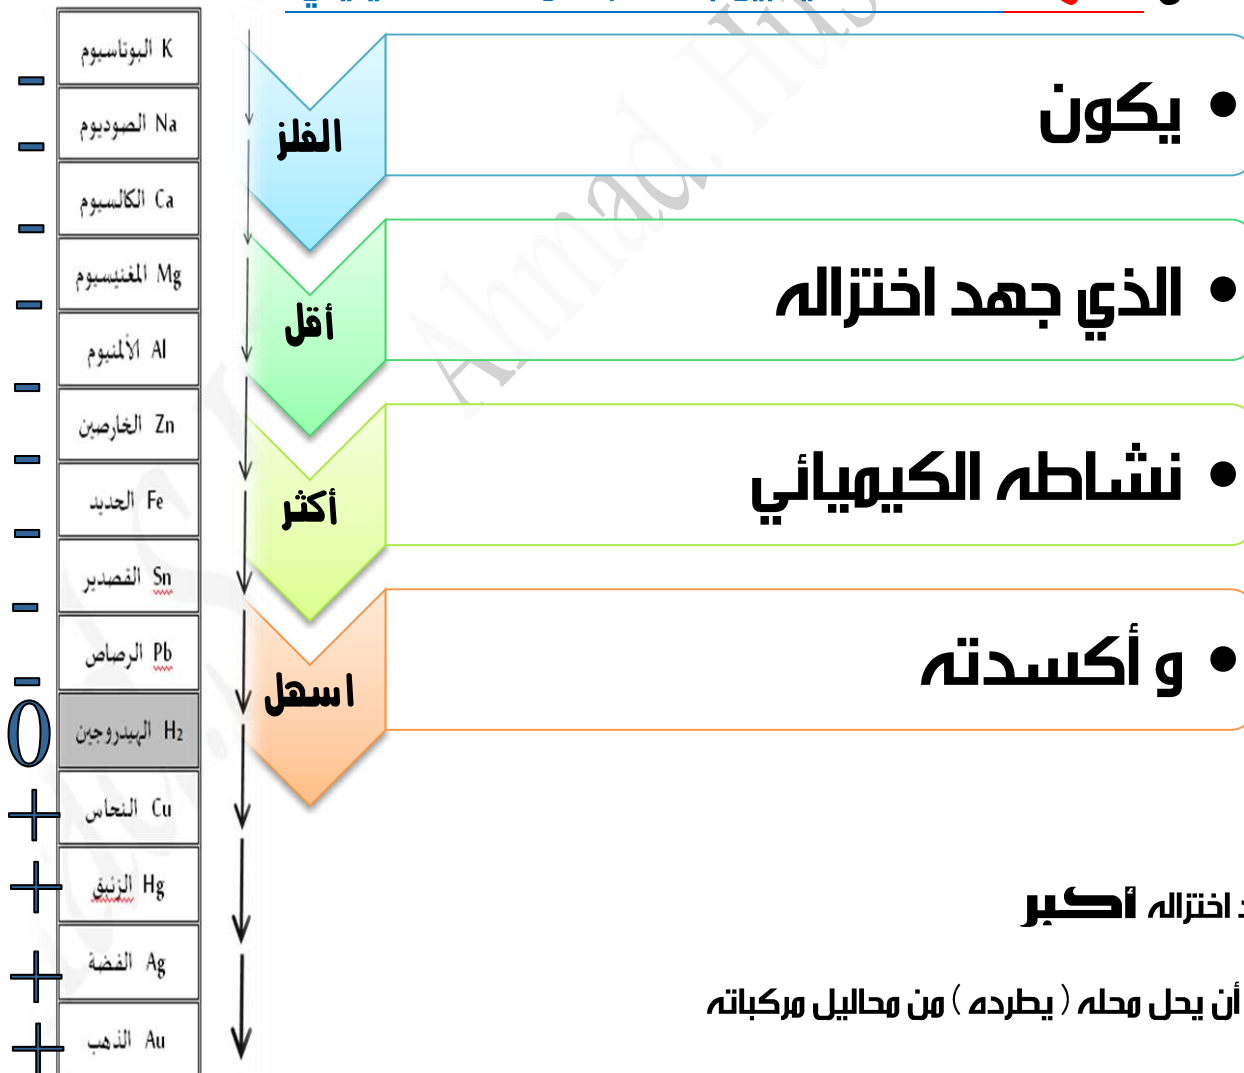 يكون
الفلز
الذي جهد اختزاله
أقل
نشاطه الكيميائي
أكثر
و أكسدته
اسهل
اختزاله أكبر
أن يحل محله ( يطرده ) من محاليل مركباته
K البوتاسيوم
-
Na الصوديوم
-
Ca الكالسيوم
-
Mg المغنيسيوم
-
Al الألمنيوم
-
Zn الخارصين
-
Fe الحديد
-
Sn القصدير
-
Pb الرصاص
-
H2 الهيدروجين
0
Cu النحاس
+
Hg الزئبق
+
Ag الفضة
+
Au الذهب
+
Ahmad. Hus